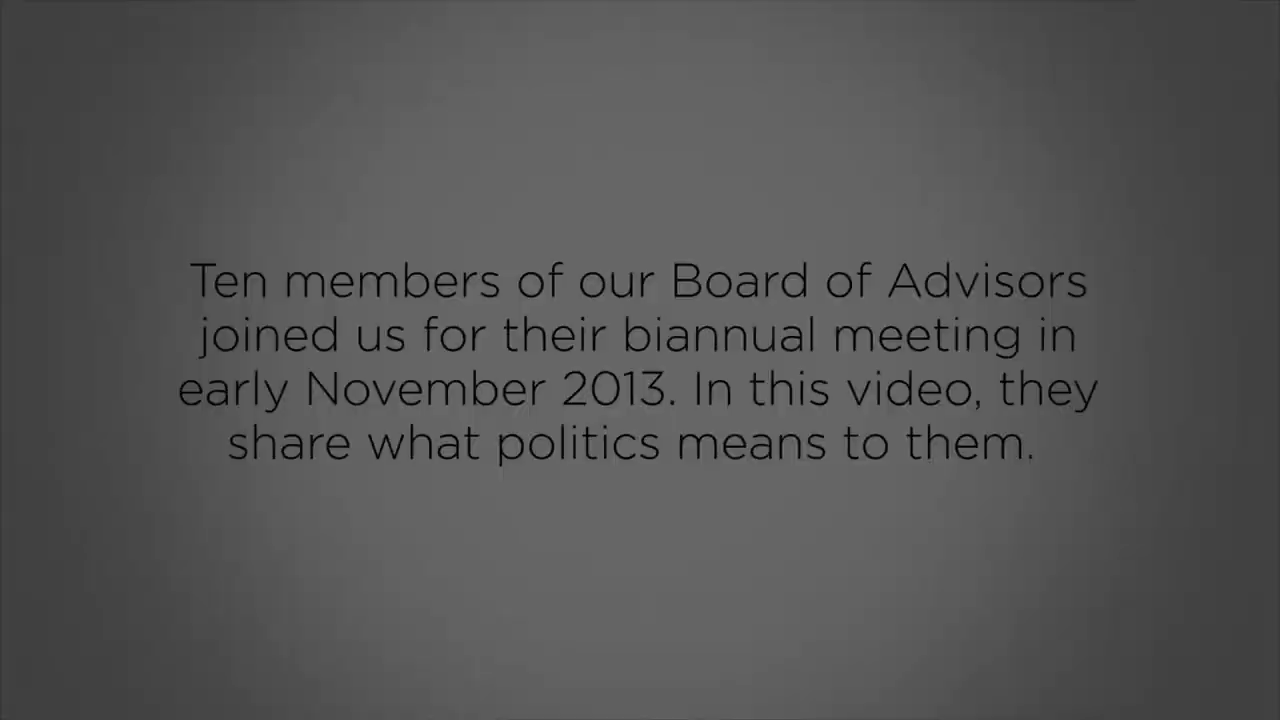 Ten members of our Board of Advisors
joined us for their biannual meeting in
early November 2013. In this video, they
share what politics means to them.